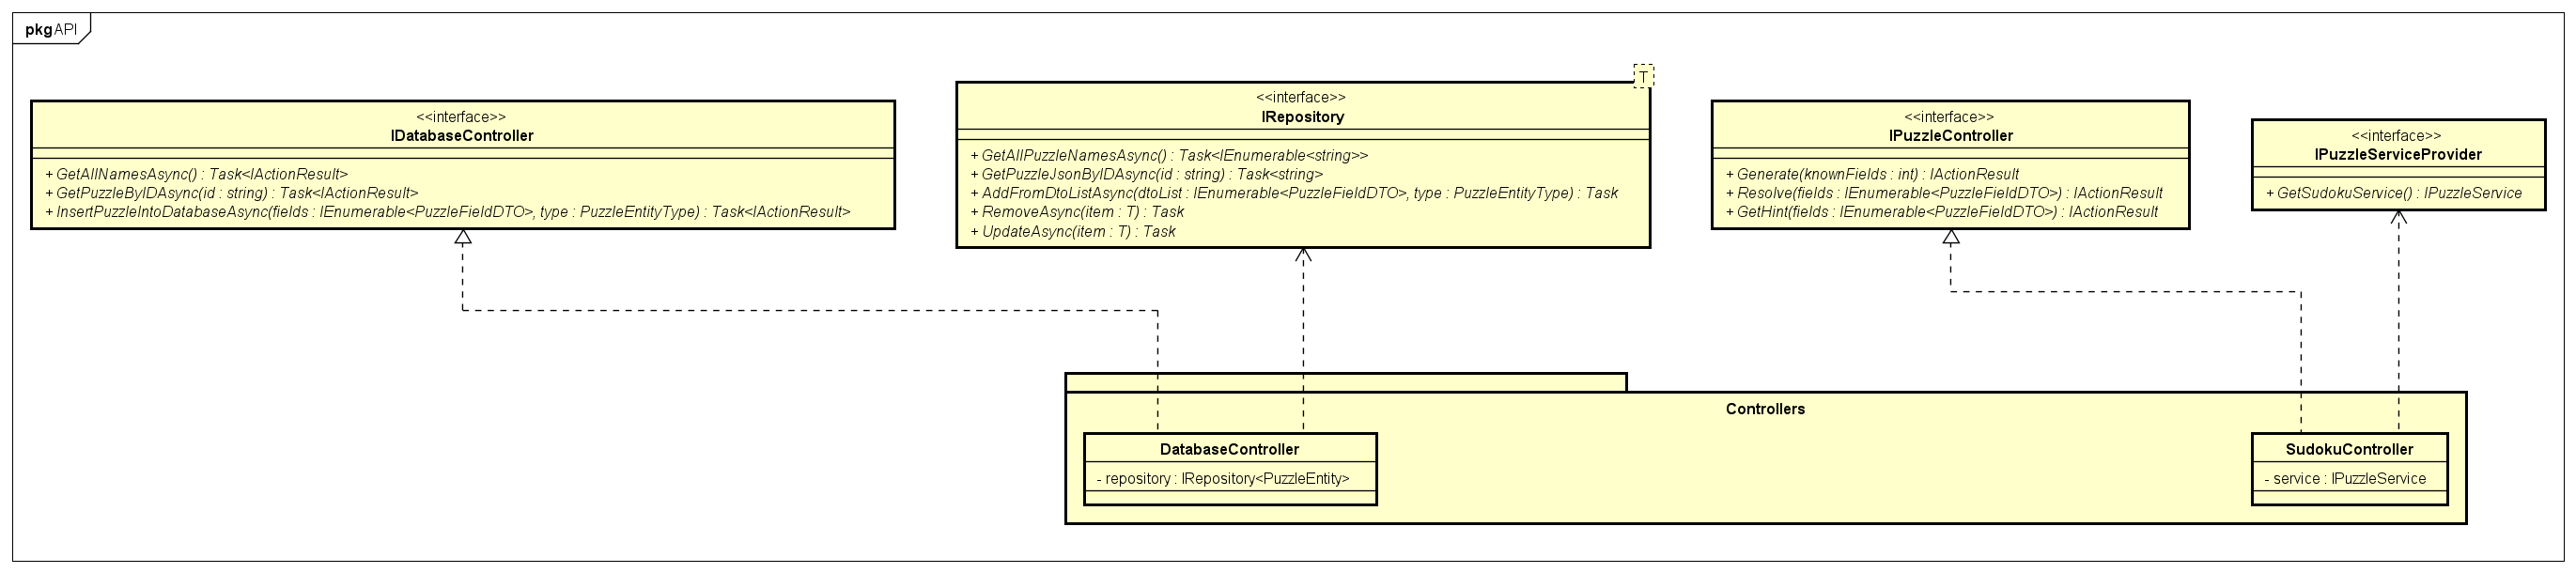 pkg API
<<interface>>
IDatabaseController
+ GetAllNamesAsync() : Task<IActionResult>
+ GetPuzzleByIDAsync(id : string) : Task<IActionResult>
+ InsertPuzzleIntoDatabaseAsync(fields : IEnumerable<PuzzleFieldDTO>, type : PuzzleEntityType) : Task<IActionResult>
T
<<interface>>
IRepository
+ GetAllPuzzleNamesAsync() : Task<IEnumerable<string>>
+ GetPuzzleJsonByIDAsync(id : string) : Task<string>
+ AddFromDtoListAsync(dtoList : IEnumerable<PuzzleFieldDTO>, type : PuzzleEntityType) : Task
+ RemoveAsync(item : T) : Task
+ UpdateAsync(item : T) : Task
<<interface>>
IPuzzleController
+ Generate(knownFields : int) : IActionResult
+ Resolve(fields : IEnumerable<PuzzleFieldDTO>) : IActionResult
+ GetHint(fields : IEnumerable<PuzzleFieldDTO>) : IActionResult
<<interface>>
IPuzzleServiceProvider
+ GetSudokuService() : IPuzzleService
Controllers
DatabaseController
- repository : IRepository<PuzzleEntity>
SudokuController
- service : IPuzzleService